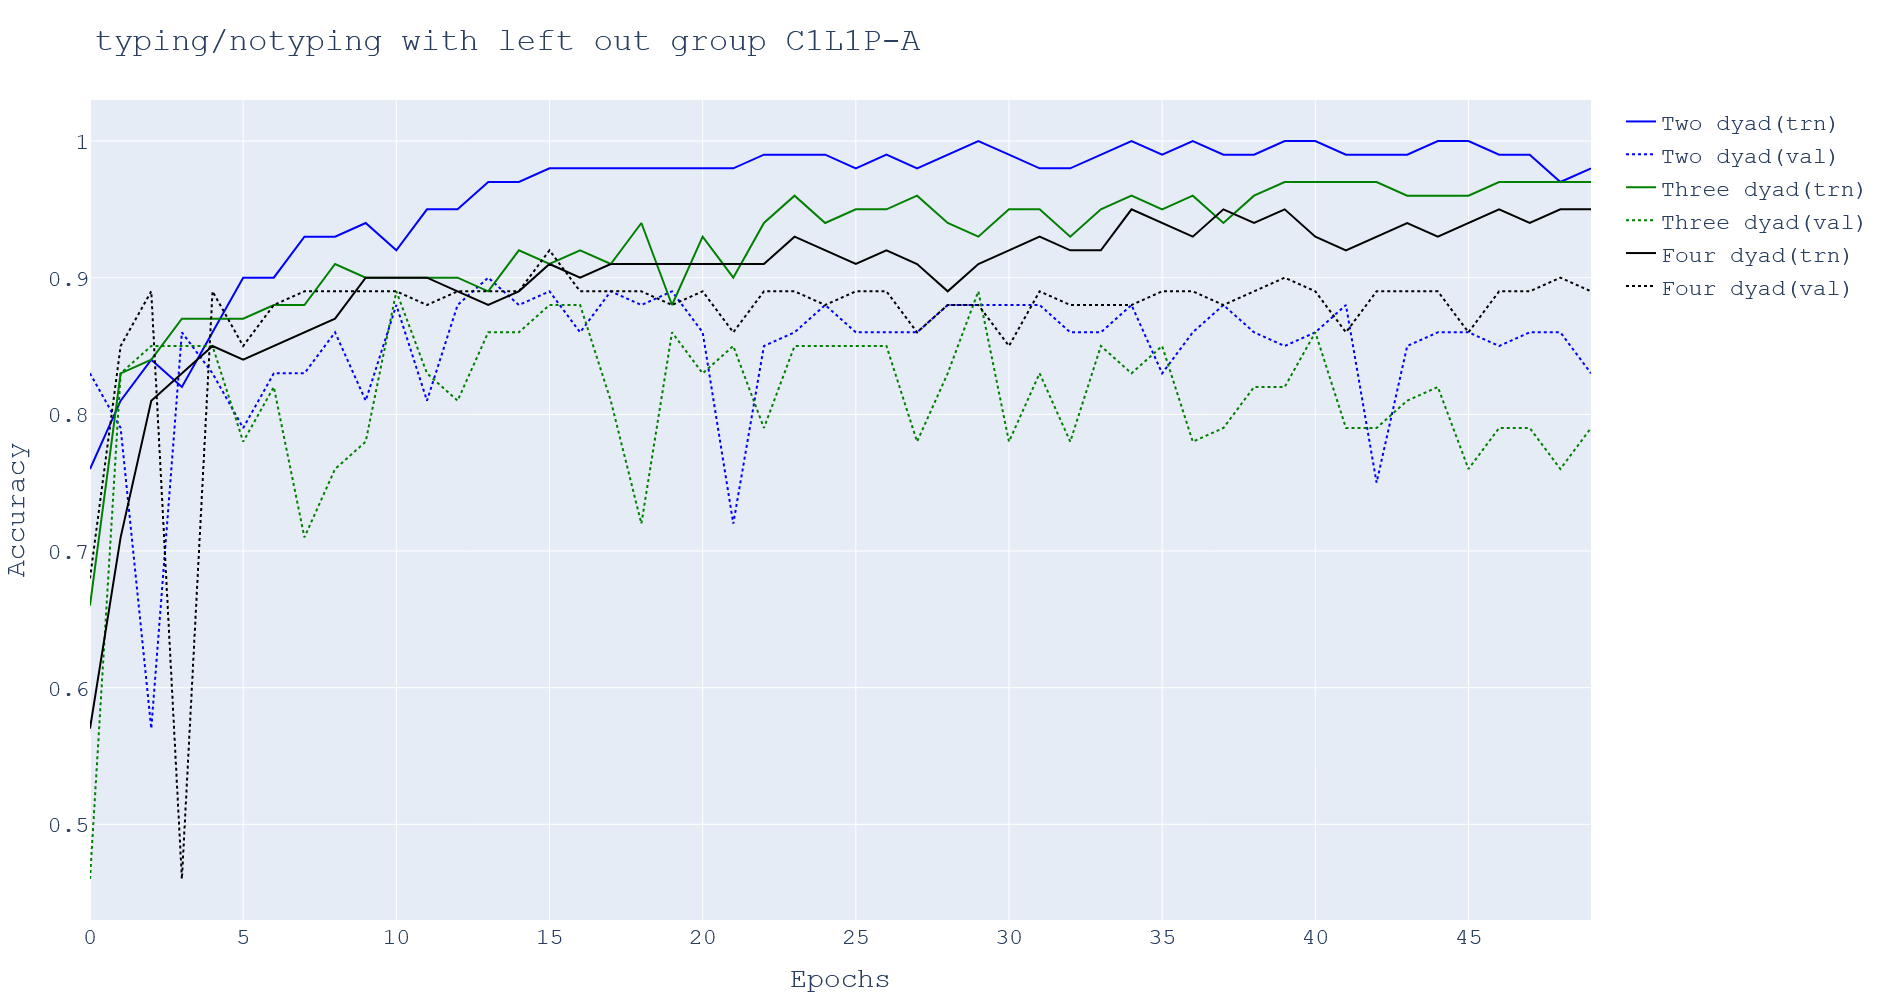 typing/notyping with left out group C1L1P-A
Two dyad(trn)
Two dyad(val)
Three dyad(trn)
Three dyad(val)
Four dyad(trn)
Four dyad(val)
1
0.9
0.8
0.7
0.6
0.5
Accuracy
0 5 10 15 20 25 30 35 40 45
Epochs